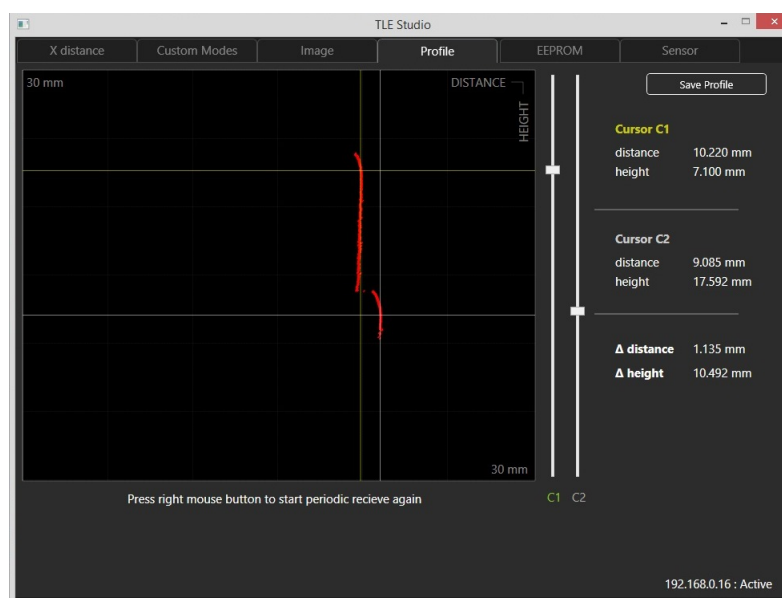 TLE Studio
X distance
Custom Modes
Image
Profile
EEPROM
Sensor
30 mm
DISTANCE
HEIGHT
Save Profile
Cursor C1
distance 10.220 mm
height 7.100 mm
Cursor C2
distance 9.085 mm
height 17.592 mm
Δ distance 1.135 mm
Δ height 10.492 mm
30 mm
Press right mouse button to start periodic recieve again
C1 C2
192.168.0.16 : Active